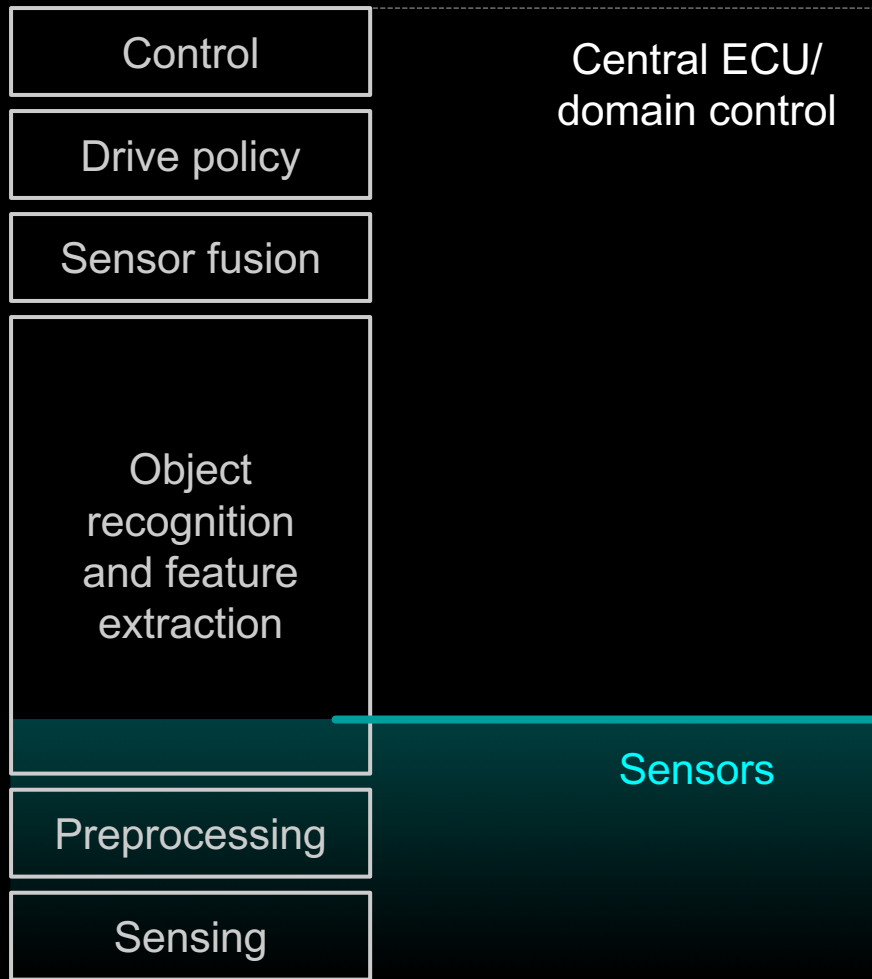 Control
Central ECU/
domain control
Drive policy
Sensor fusion
Object
recognition
and feature
extraction
Sensors
Preprocessing
Sensing